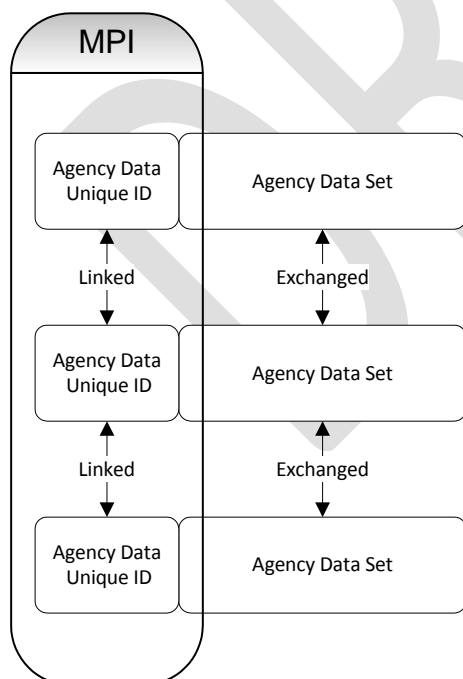 MPI
Agency Data
Unique ID
Agency Data Set
Linked
Exchanged
Agency Data
Unique ID
Agency Data Set
Linked
Exchanged
Agency Data
Unique ID
Agency Data Set